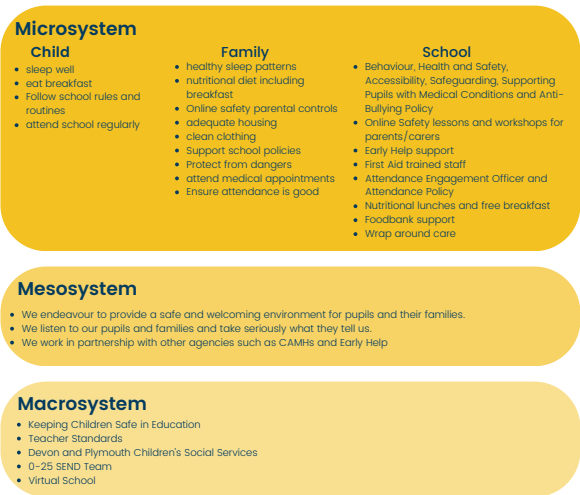 Microsystem
Child
• sleep well
• eat breakfast
• Follow school rules and
routines
• attend school regularly
Family
• healthy sleep patterns
• nutritional diet including
breakfast
• Online safety parental controls
• adequate housing
• clean clothing
• Support school policies
• Protect from dangers
• attend medical appointments
• Ensure attendance is good
School
• Behaviour, Health and Safety,
Accessibility, Safeguarding, Supporting
Pupils with Medical Conditions and Anti-
Bullying Policy
• Online Safety lessons and workshops for
parents/carers
• Early Help support
• First Aid trained staff
• Attendance Engagement Officer and
Attendance Policy
• Nutritional lunches and free breakfast
• Foodbank support
• Wrap around care
Mesosystem
• We endeavour to provide a safe and welcoming environment for pupils and their families.
• We listen to our pupils and families and take seriously what they tell us.
• We work in partnership with other agencies such as CAMHs and Early Help
Macrosystem
• Keeping Children Safe in Education
• Teacher Standards
• Devon and Plymouth Children's Social Services
• 0-25 SEND Team
• Virtual School